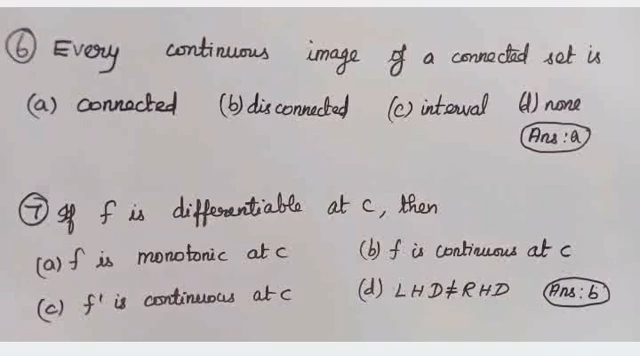 ⑥ Every continuous image of a connected set is
(a) connected (b) disconnected (c) interval (d) none
Ans: a
⑦ If f is differentiable at c, then
(a) f is monotonic at c (b) f is continuous at c
(c) f' is continuous at c (d) LHD ≠ RHD Ans: b